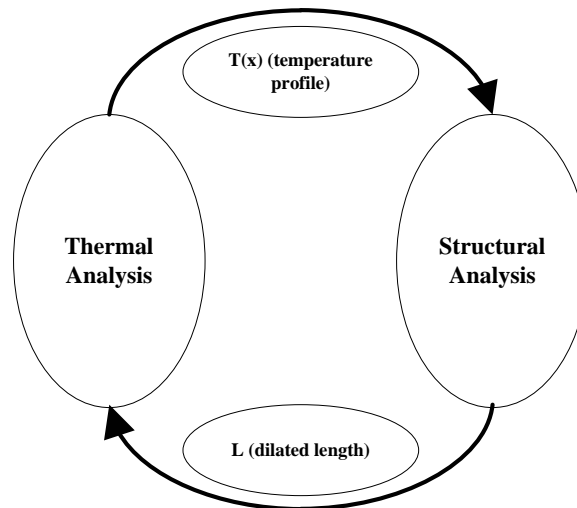 T(x) (temperature
profile)
Thermal
Analysis
Structural
Analysis
L (dilated length)